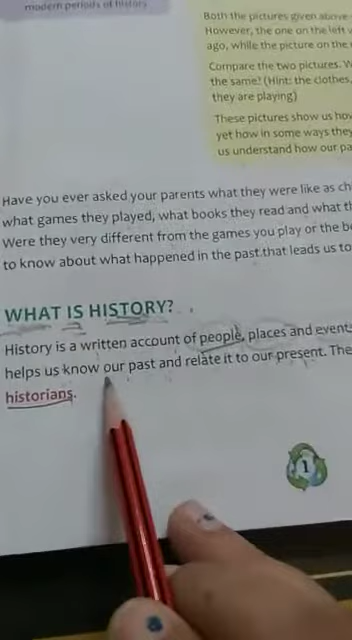 modern periods of history
Both the pictures given above
However, the one on the left
ago, while the picture on the
Compare the two pictures.
the same? (Hint: the clothes,
they are playing)
These pictures show us how
yet how in some ways they
us understand how our
Have you ever asked your parents what they were like as
what games they played, what books they read and what
Were they very different from the games you play or the
to know about what happened in the past that leads us to
WHAT IS HISTORY?
History is a written account of people, places and events
helps us know our past and relate it to our present. The
historians.
1